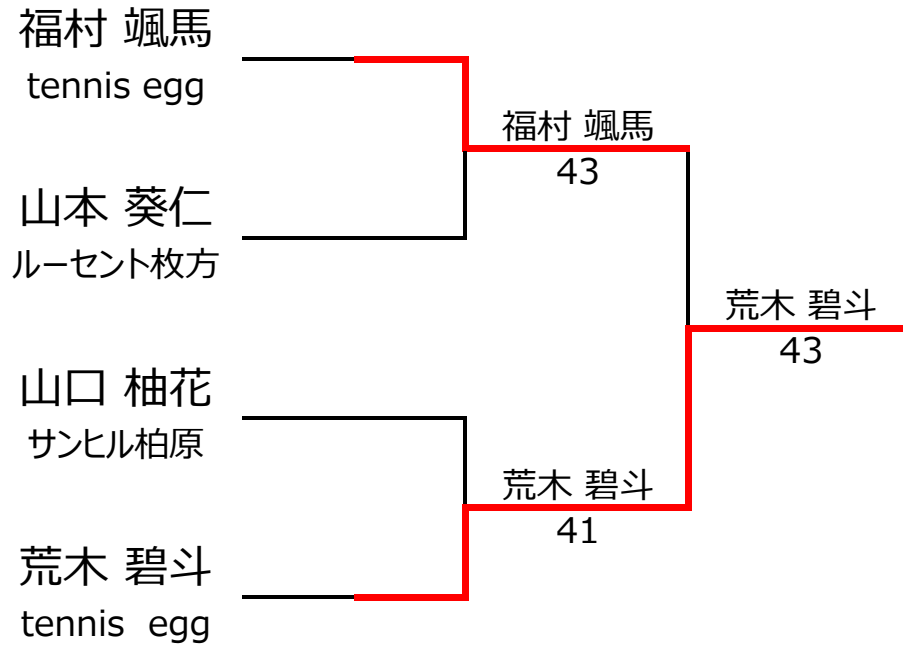 福村 颯馬
tennis egg
山本 葵仁
ルーセント枚方
山口 柚花
サンヒル柏原
荒木 碧斗
tennis egg
福村 颯馬
43
荒木 碧斗
41
荒木 碧斗
43